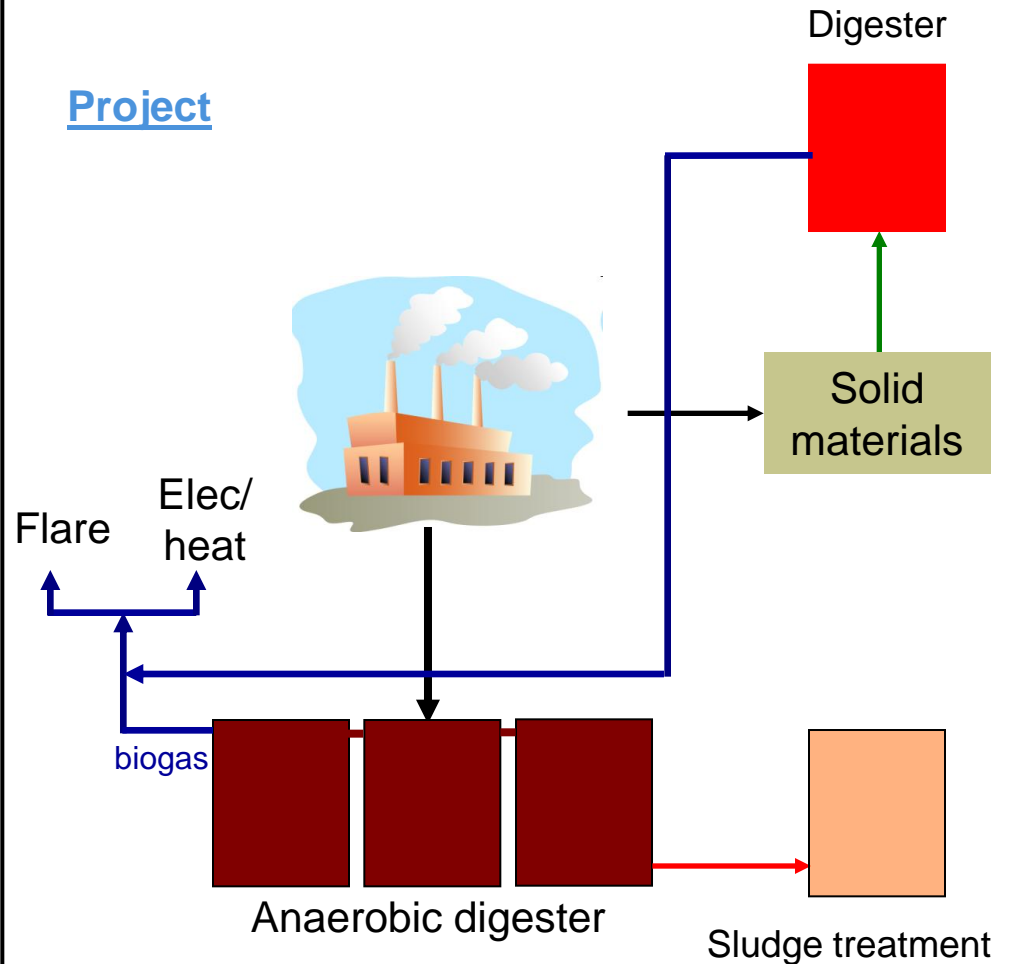 Digester
Project
Solid
materials
Elec/
heat
Flare
biogas
Anaerobic digester
Sludge treatment